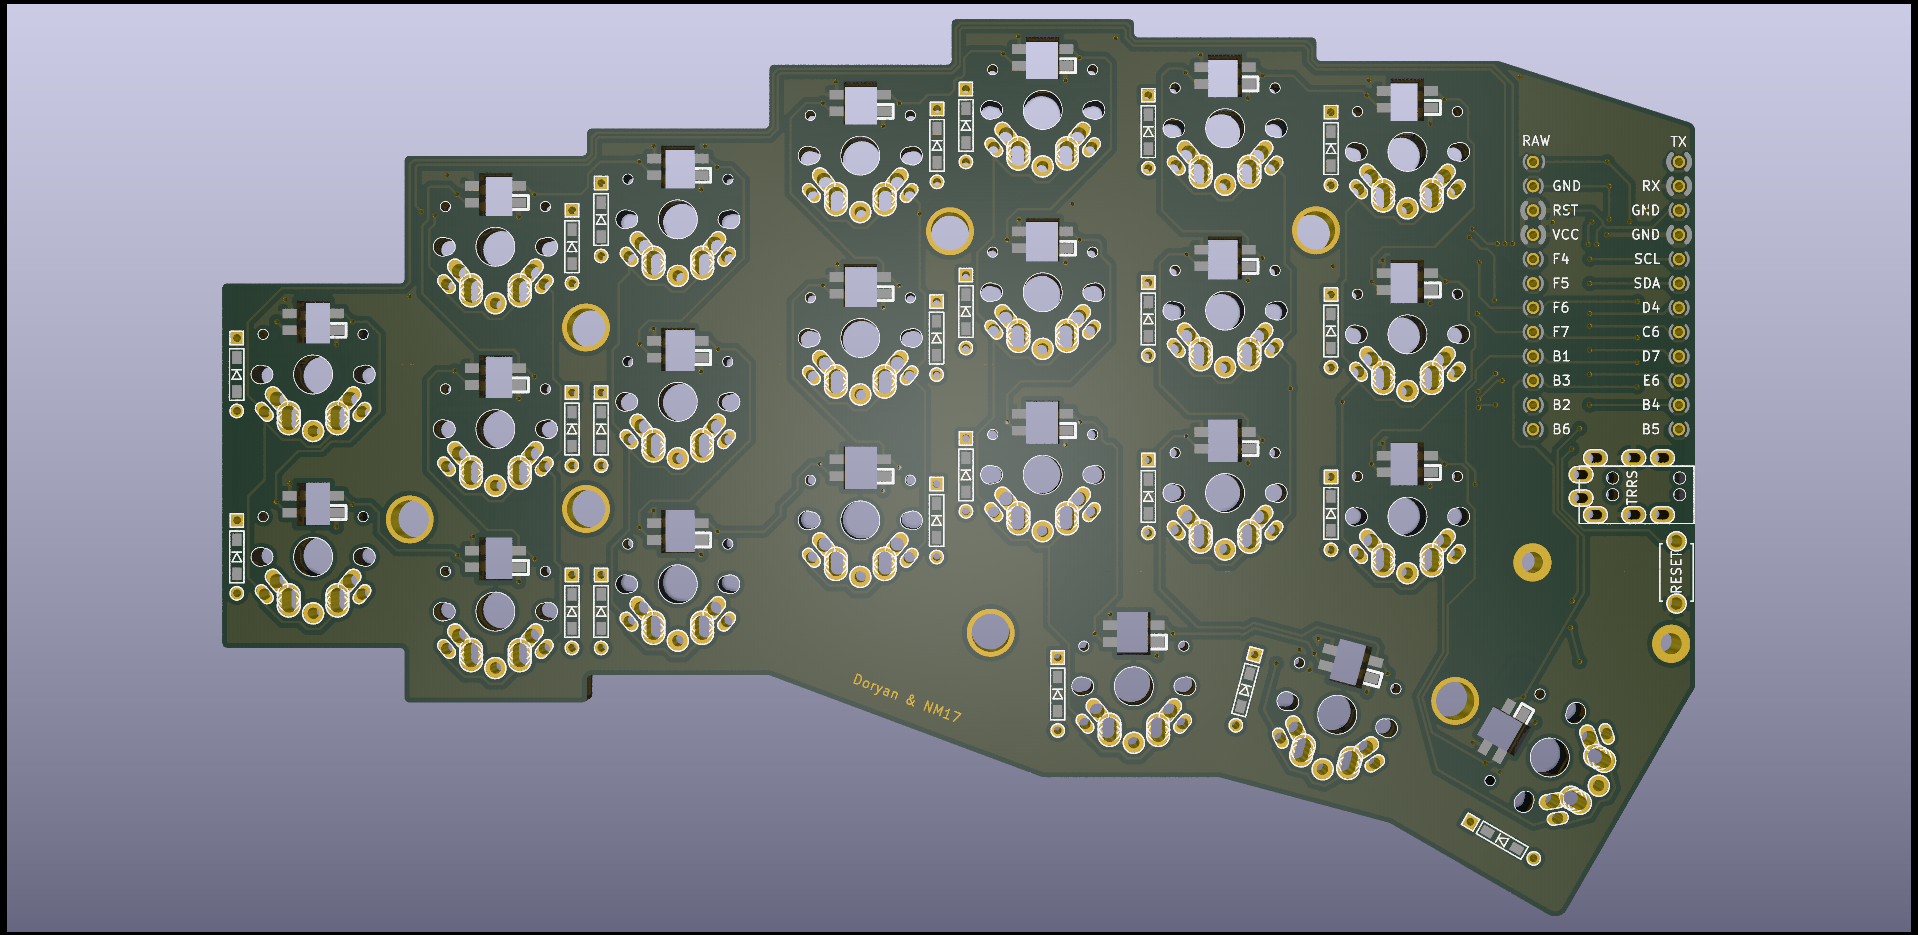 RAW TX
GND RX
RST GND
VCC GND
F4 SCL
F5 SDA
F6 D4
F7 C6
B1 D7
B3 E6
B2 B4
B6 B5
TRRS
RESET
Doryan & NM17